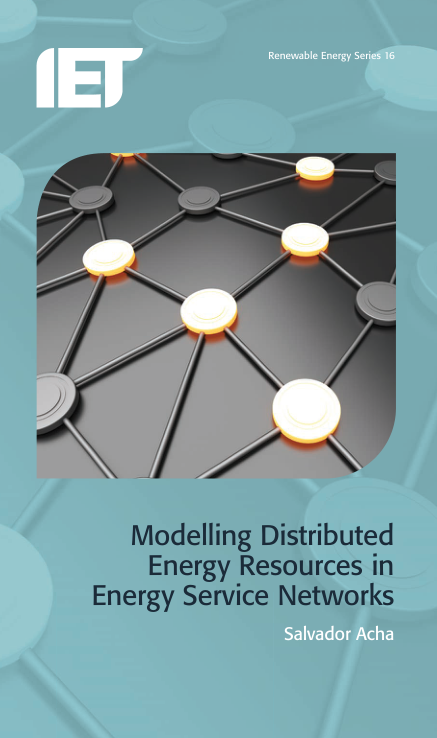 IET
Renewable Energy Series 16
Modelling Distributed
Energy Resources in
Energy Service Networks
Salvador Acha